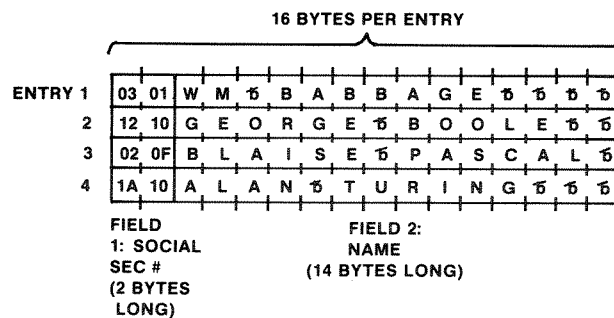 16 BYTES PER ENTRY
ENTRY 1 03 01 W M ␢ B A B B A G E ␢ ␢ ␢ ␢
2 12 10 G E O R G E ␢ B O O L E ␢ ␢
3 02 0F B L A I S E ␢ P A S C A L ␢
4 1A 10 A L A N ␢ T U R I N G ␢ ␢ ␢
FIELD
1: SOCIAL
SEC #
(2 BYTES
LONG)
FIELD 2:
NAME
(14 BYTES LONG)